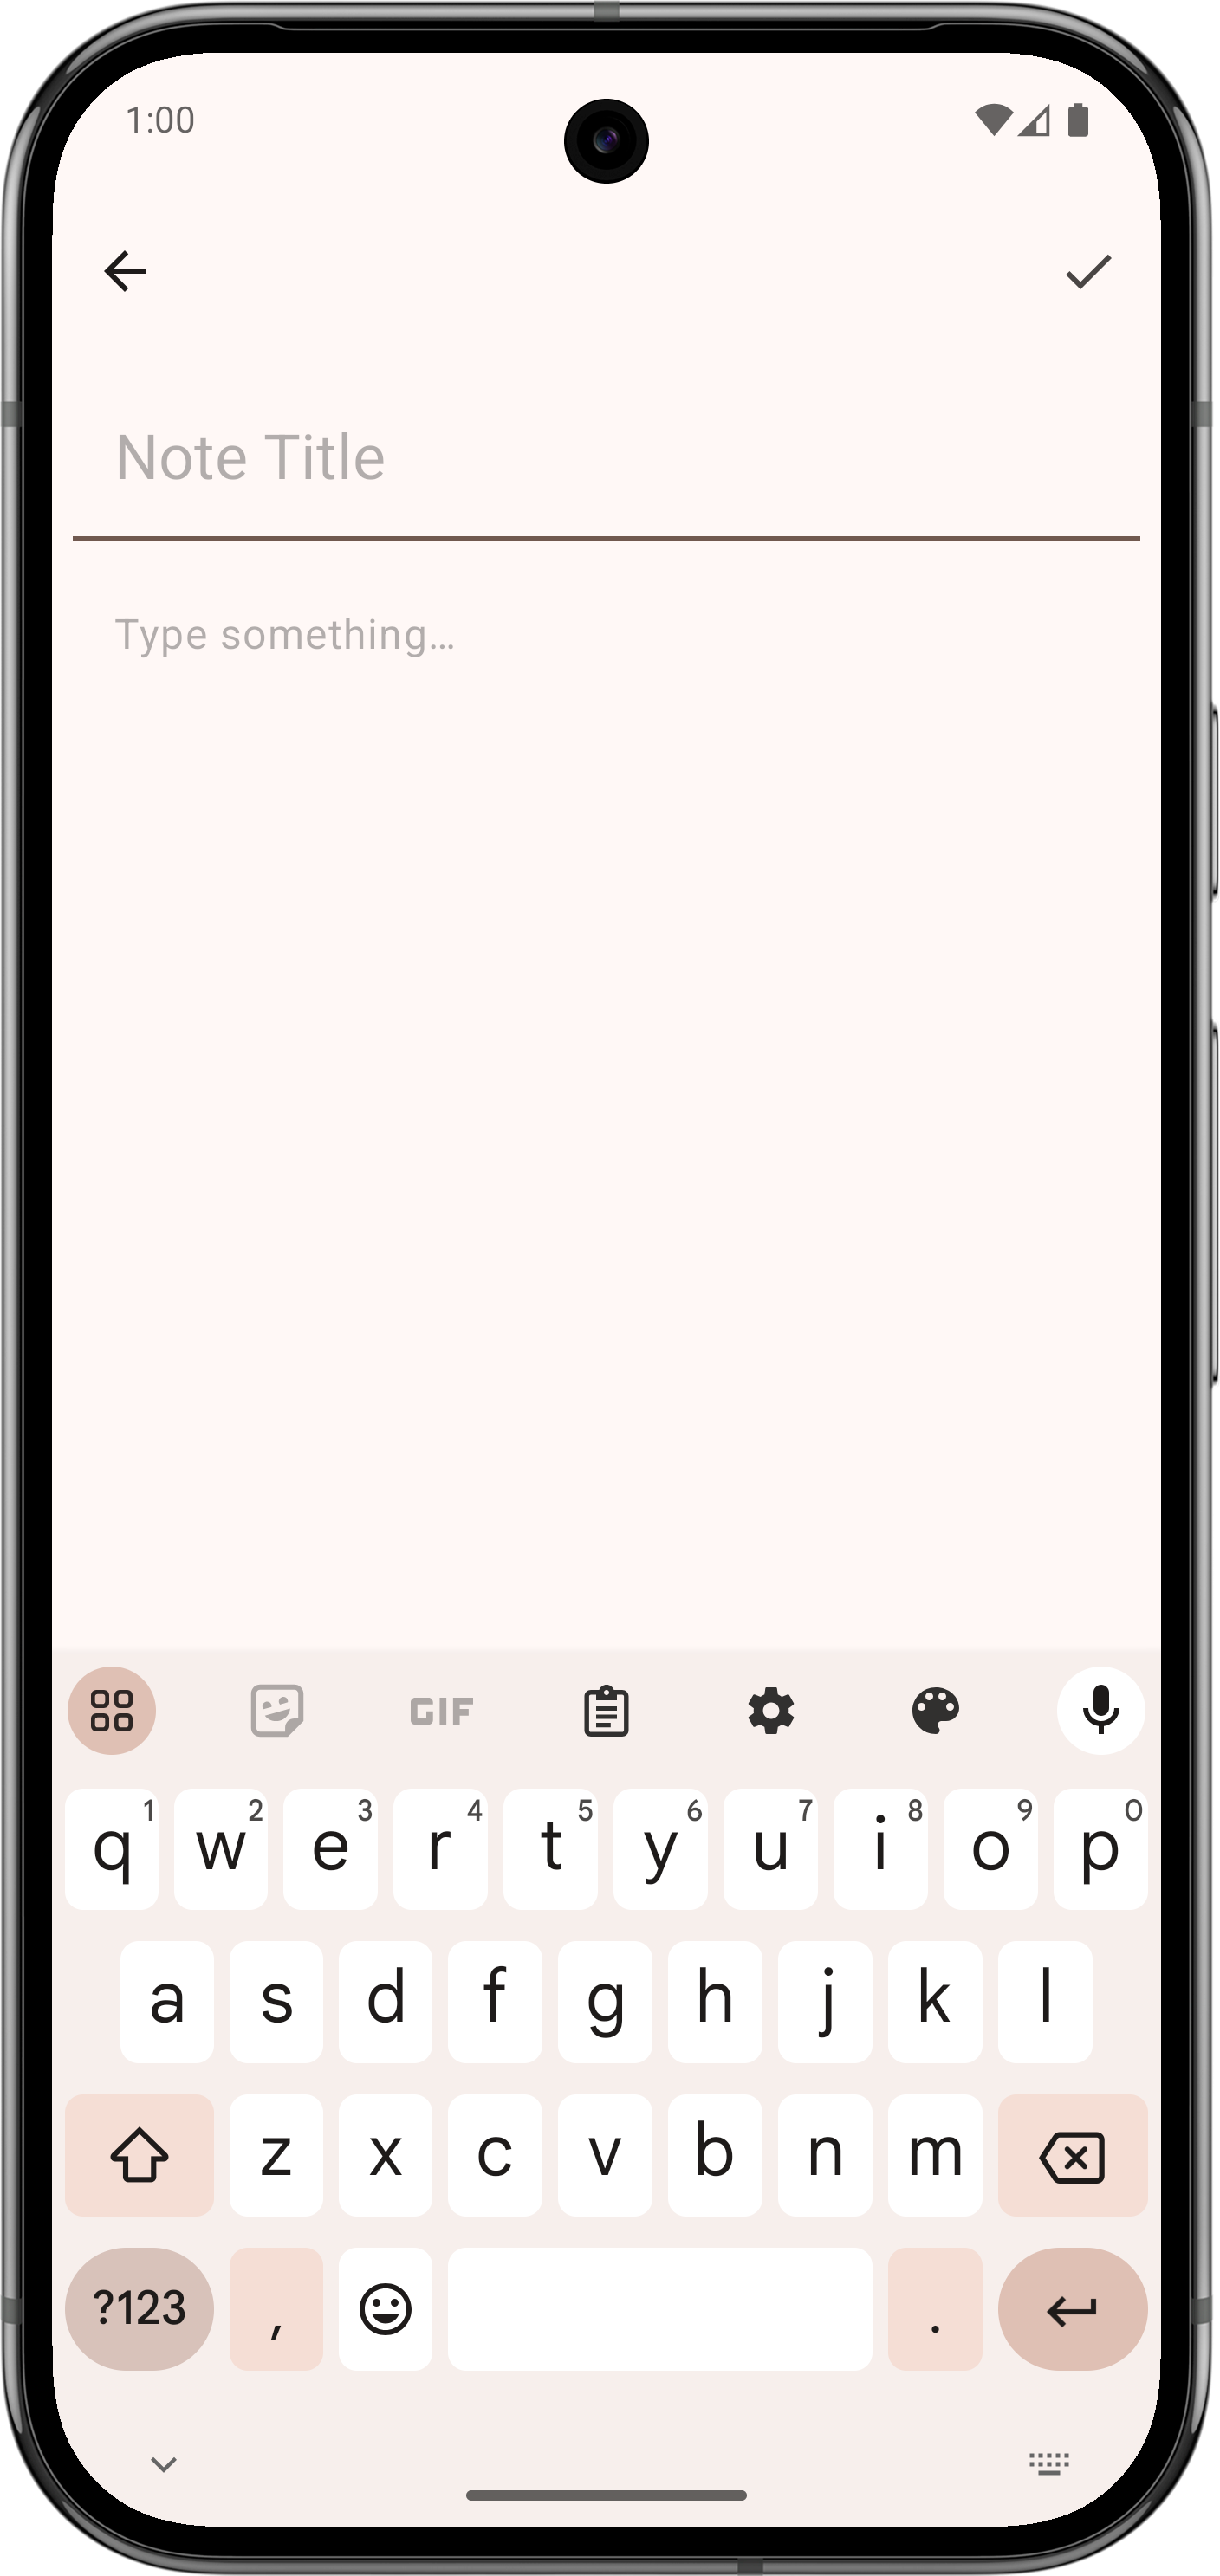 1:00
Note Title
Type something...
GIF
q 1 w 2 e 3 r 4 t 5 y 6 u 7 i 8 o 9 p 0
a s d f g h j k l
z x c v b n m
?123 , .